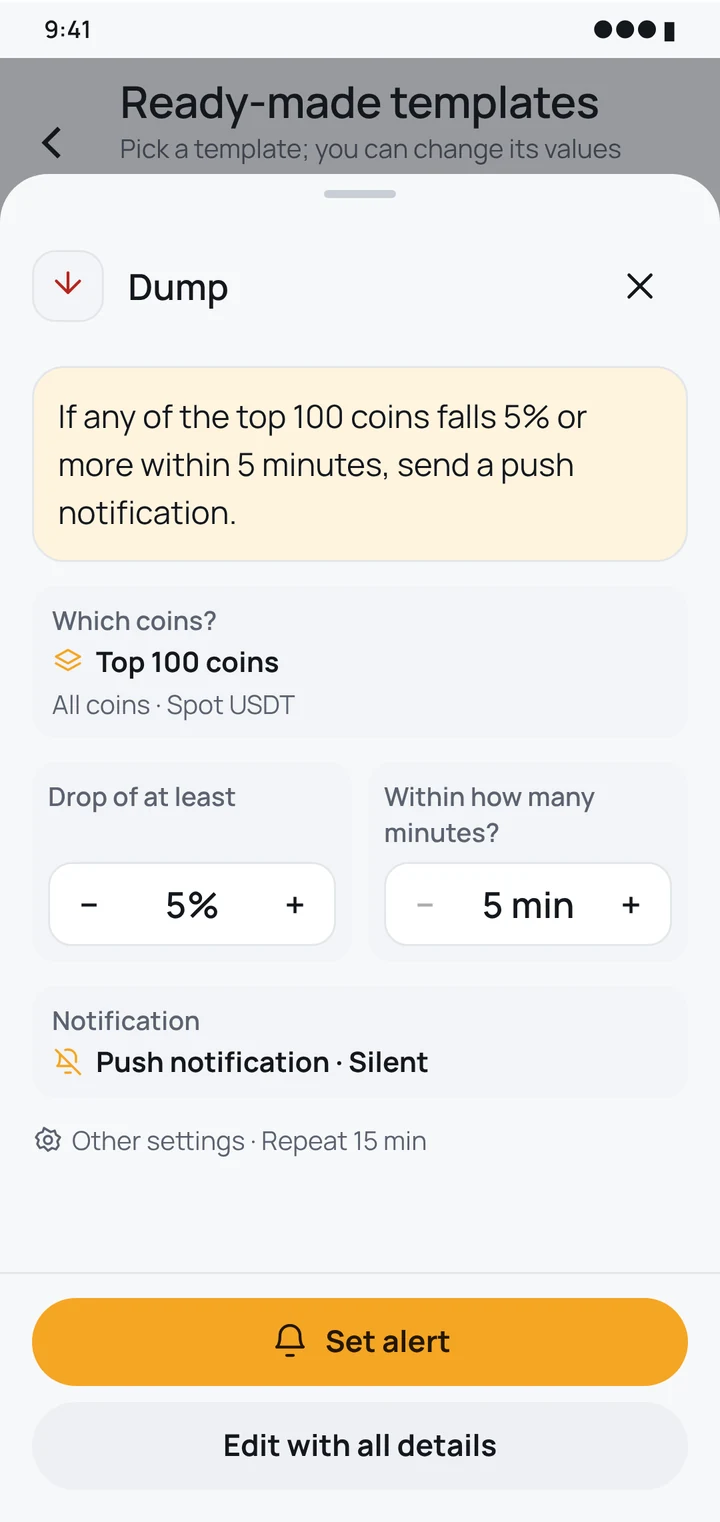 9:41
Ready-made templates
Pick a template; you can change its values
Dump
If any of the top 100 coins falls 5% or
more within 5 minutes, send a push
notification.
Which coins?
Top 100 coins
All coins · Spot USDT
Drop of at least
Within how many
minutes?
− 5% +
− 5 min +
Notification
Push notification · Silent
Other settings · Repeat 15 min
Set alert
Edit with all details